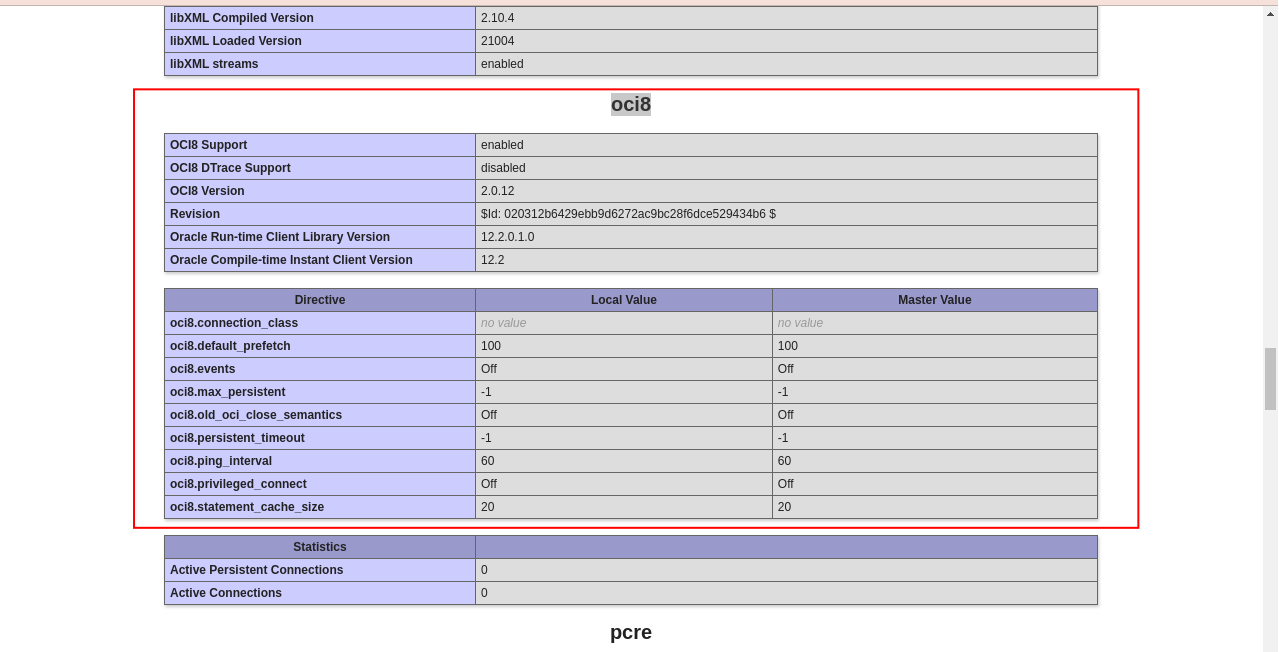 libXML Compiled Version 2.10.4
libXML Loaded Version 21004
libXML streams enabled
oci8
OCI8 Support enabled
OCI8 DTrace Support disabled
OCI8 Version 2.0.12
Revision $Id: 020312b6429ebb9d6272ac9bc28f6dce529434b6 $
Oracle Run-time Client Library Version 12.2.0.1.0
Oracle Compile-time Instant Client Version 12.2
Directive Local Value Master Value
oci8.connection_class no value no value
oci8.default_prefetch 100 100
oci8.events Off Off
oci8.max_persistent -1 -1
oci8.old_oci_close_semantics Off Off
oci8.persistent_timeout -1 -1
oci8.ping_interval 60 60
oci8.privileged_connect Off Off
oci8.statement_cache_size 20 20
Statistics
Active Persistent Connections 0
Active Connections 0
pcre